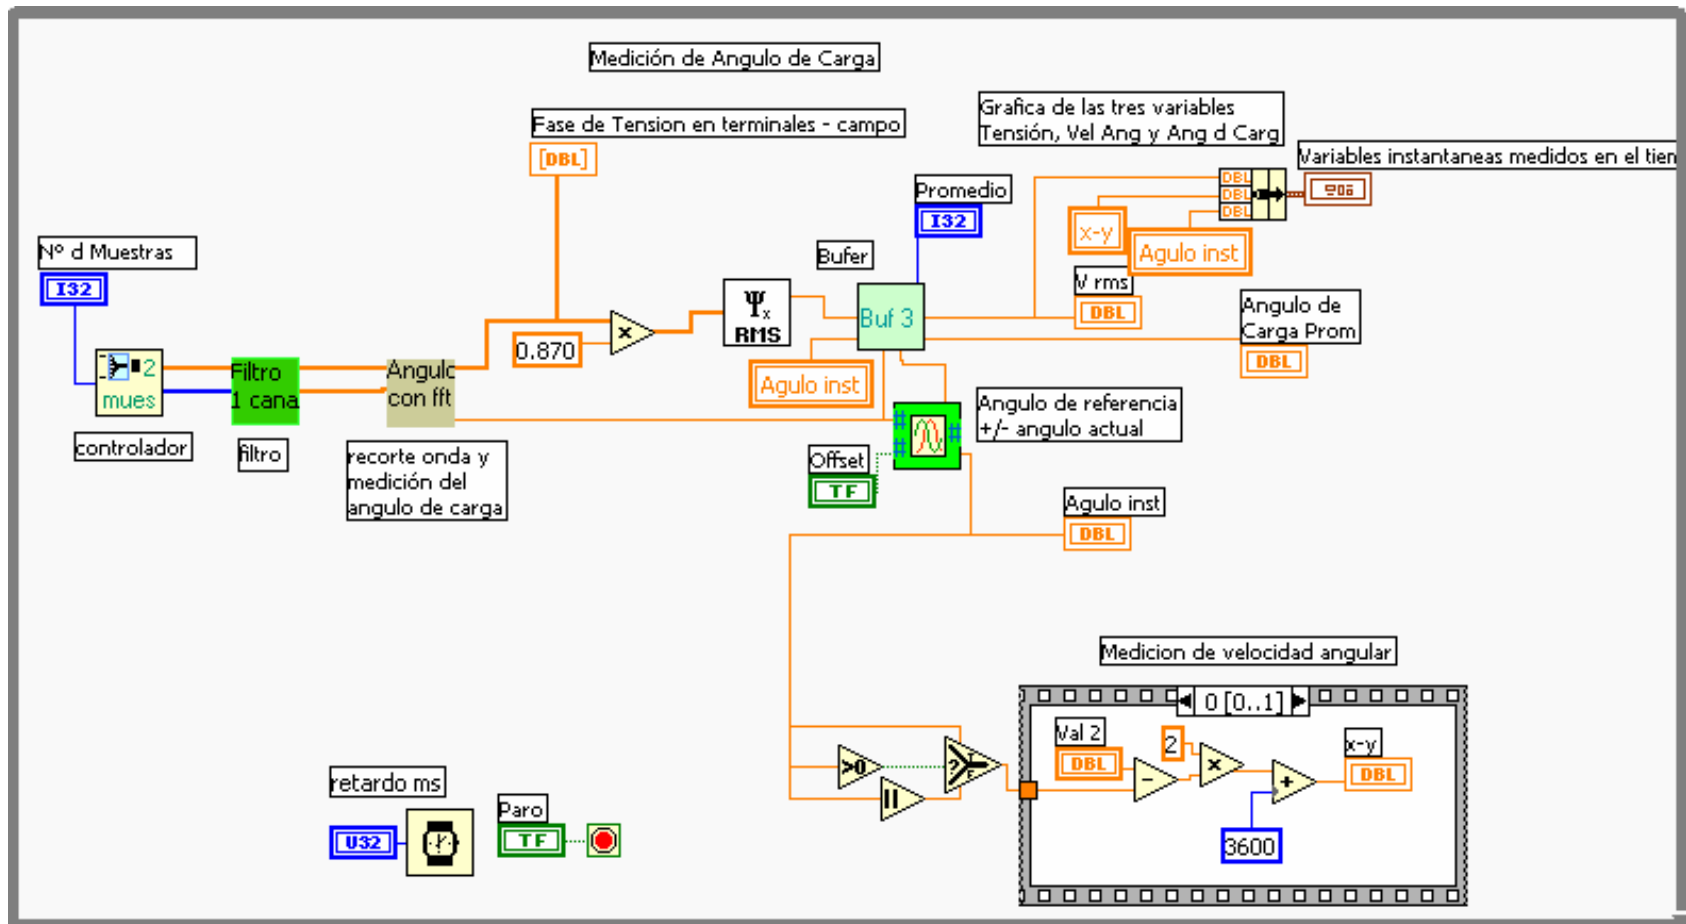 Medición de Angulo de Carga
Fase de Tension en terminales - campo
[DBL]
Grafica de las tres variables
Tensión, Vel Ang y Ang d Carg
Variables instantaneas medidos en el tien
DBL
DBL
DBL
Promedio
I32
x-y
Agulo inst
Nº d Muestras
I32
Bufer
V rms
DBL
Angulo de
Carga Prom
DBL
Ψx
RMS
Buf 3
0.870
×
Agulo inst
2
mues
Filtro
1 cana
Angulo
con fft
controlador
filtro
recorte onda y
medición del
angulo de carga
Angulo de referencia
+/- angulo actual
Offset
TF
Agulo inst
DBL
Medicion de velocidad angular
0 [0..1]
Val 2
DBL
2
×
x-y
DBL
>0
?
T
F
-
+
3600
retardo ms
U32
Paro
TF